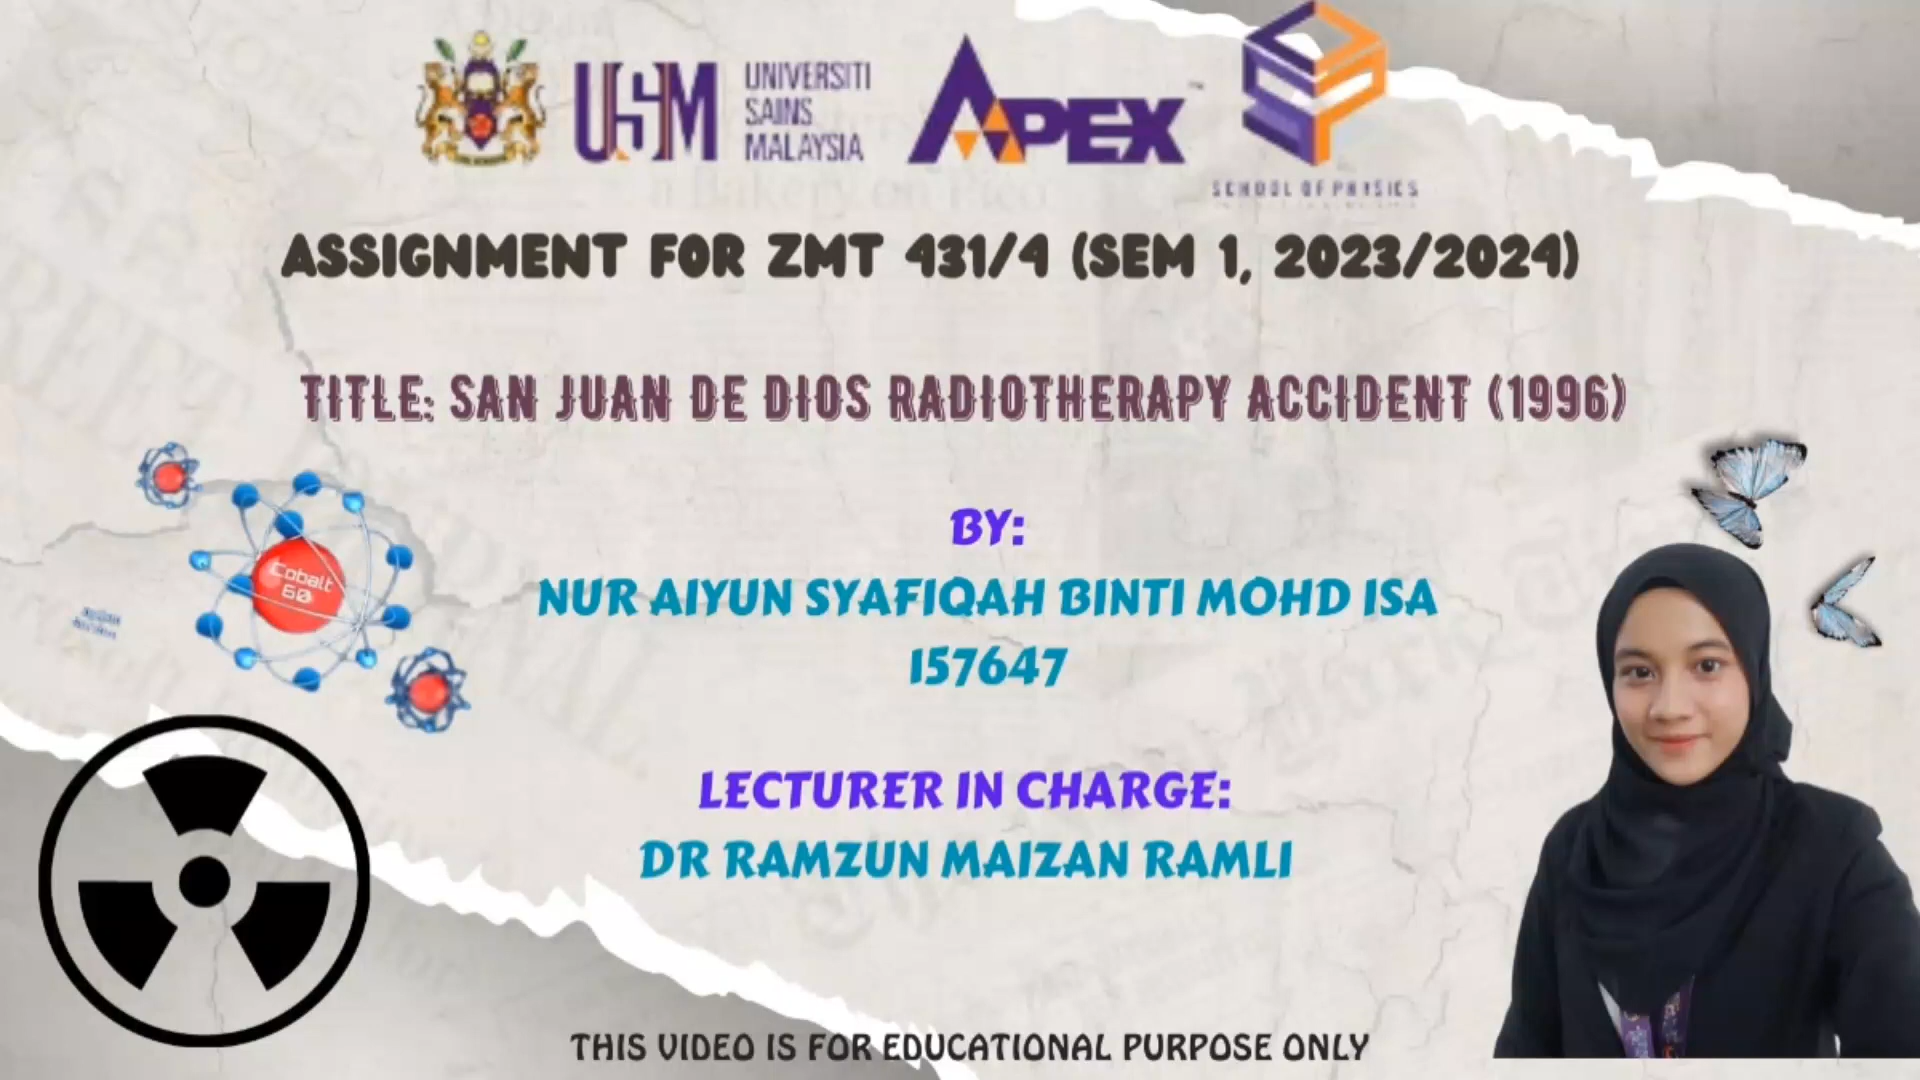 USM
UNIVERSITI
SAINS
MALAYSIA
APEX
SCHOOL OF PHYSICS
ASSIGNMENT FOR ZMT 431/4 (SEM 1, 2023/2024)
TITLE: SAN JUAN DE DIOS RADIOTHERAPY ACCIDENT (1996)
BY:
NUR AIYUN SYAFIQAH BINTI MOHD ISA
157647
Cobalt
60
LECTURER IN CHARGE:
DR RAMZUN MAIZAN RAMLI
THIS VIDEO IS FOR EDUCATIONAL PURPOSE ONLY